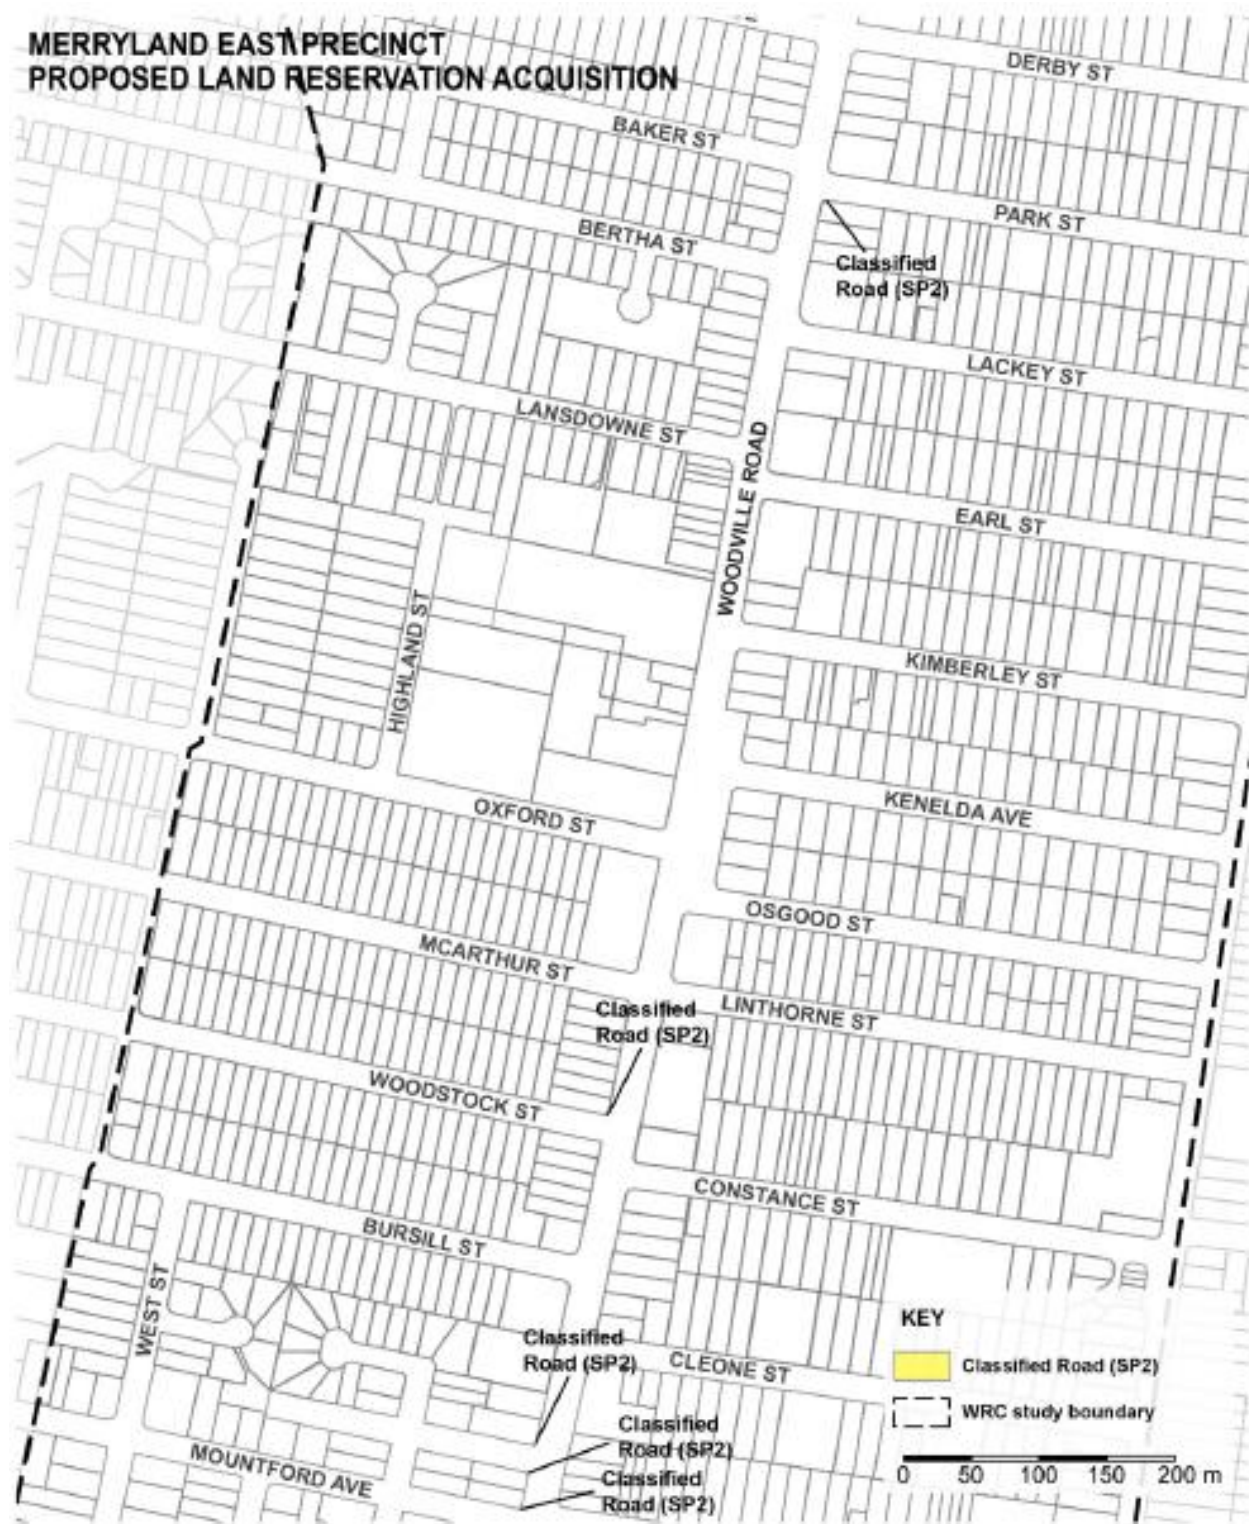 MERRYLAND EAST PRECINCT
PROPOSED LAND RESERVATION ACQUISITION
DERBY ST
BAKER ST
PARK ST
BERTHA ST
Classified
Road (SP2)
LACKEY ST
LANSDOWNE ST
WOODVILLE ROAD
EARL ST
HIGHLAND ST
KIMBERLEY ST
OXFORD ST
KENELDA AVE
OSGOOD ST
MCARTHUR ST
Classified
Road (SP2)
LINTHORNE ST
WOODSTOCK ST
CONSTANCE ST
BURSILL ST
WEST ST
KEY
Classified
Road (SP2)
CLEONE ST
Classified Road (SP2)
WRC study boundary
Classified
Road (SP2)
MOUNTFORD AVE
Classified
Road (SP2)
0 50 100 150 200 m